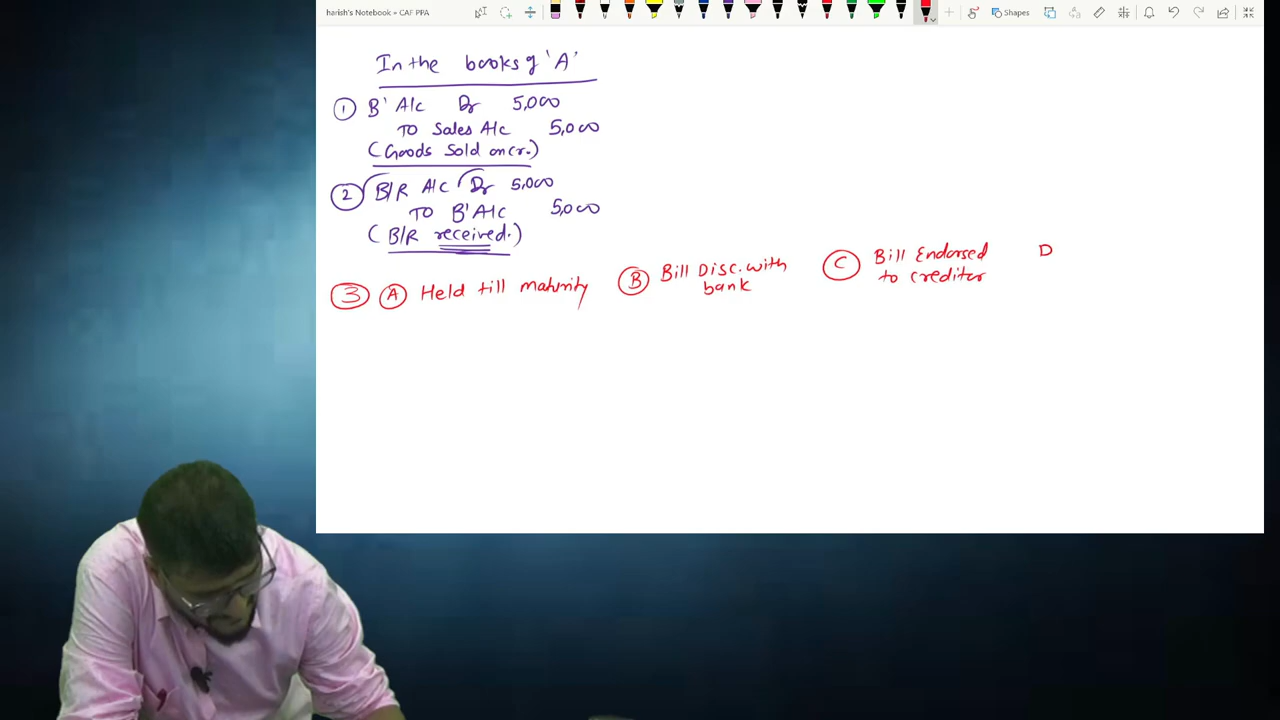 harish's Notebook » CAF PPA
Shapes
In the books of 'A'
① B' A/c Dr 5,000
TO Sales A/c 5,000
(Goods Sold on cr.)
② B/R A/c Dr 5,000
TO B' A/c 5,000
(B/R received.)
③ Ⓐ Held till maturity Ⓑ Bill Disc. with bank Ⓒ Bill Endorsed to creditor D